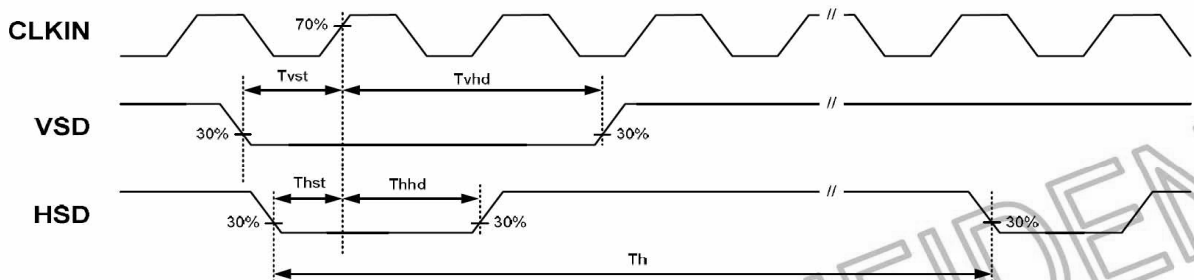 CLKIN
70%
Tvst
Tvhd
//
VSD
30%
30%
//
Thst
Thhd
HSD
30%
30%
//
30%
Th